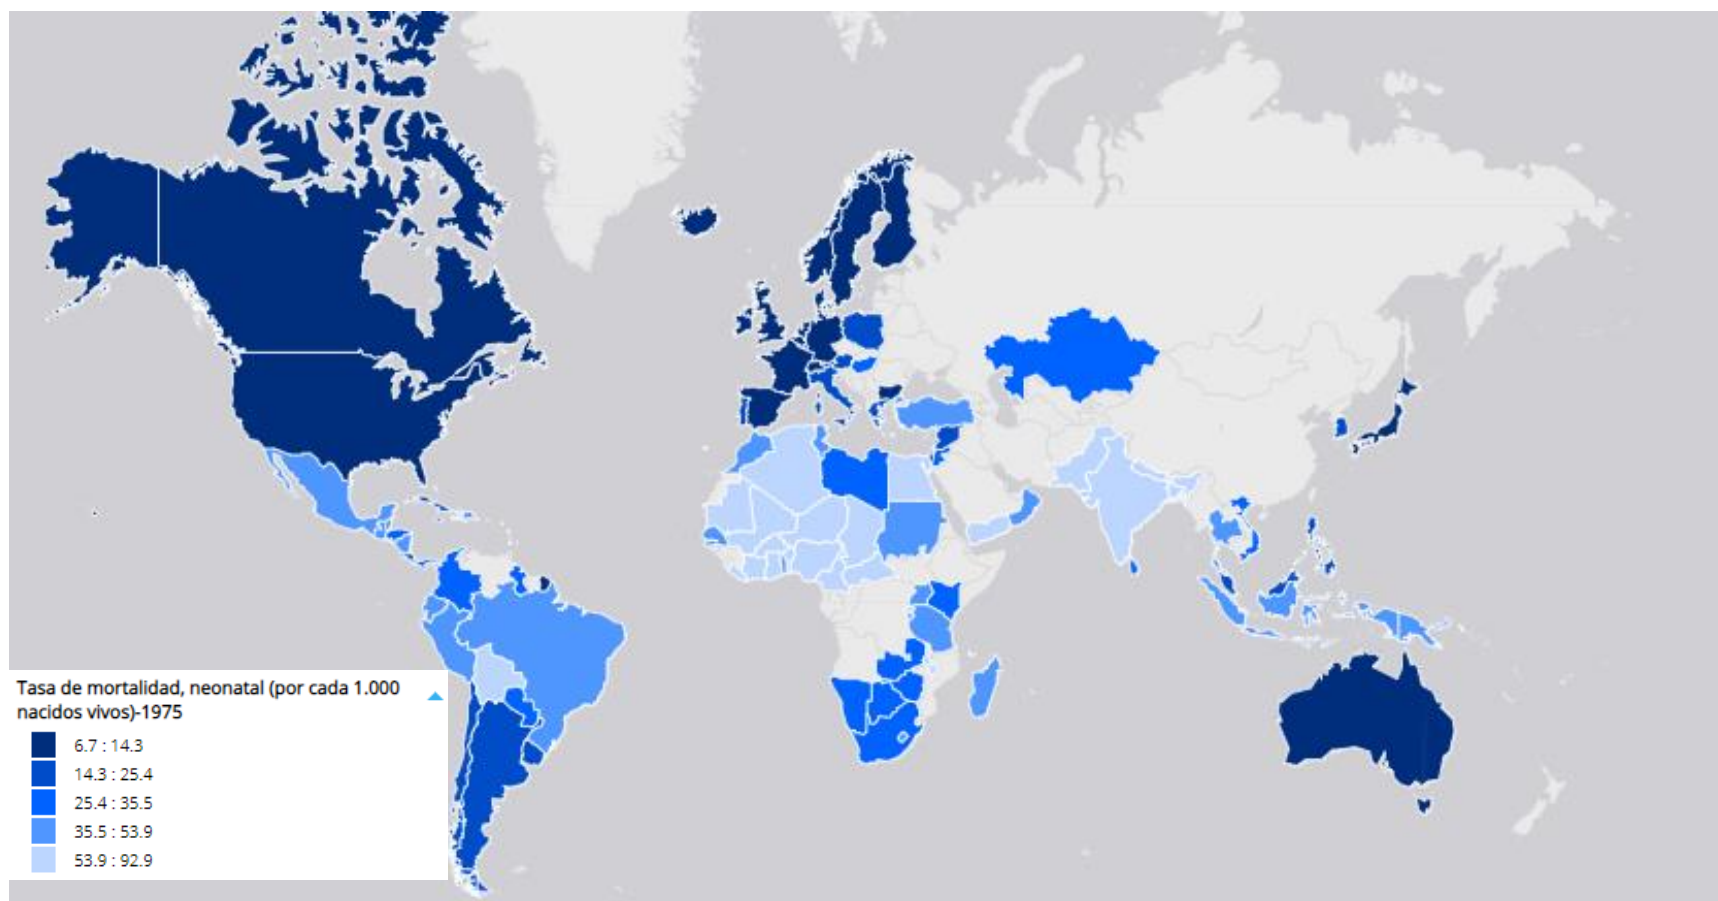 Tasa de mortalidad, neonatal (por cada 1.000
nacidos vivos)-1975
6.7 : 14.3
14.3 : 25.4
25.4 : 35.5
35.5 : 53.9
53.9 : 92.9